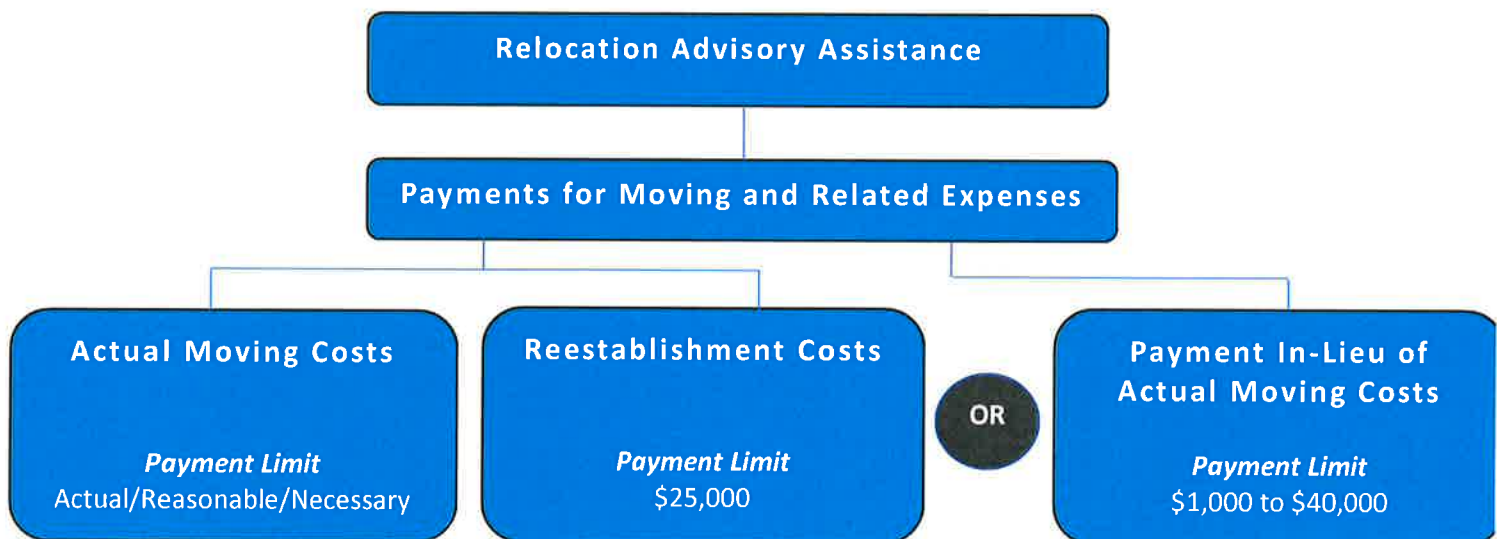 Relocation Advisory Assistance
Payments for Moving and Related Expenses
Actual Moving Costs
Payment Limit
Actual/Reasonable/Necessary
Reestablishment Costs
Payment Limit
$25,000
OR
Payment In-Lieu of
Actual Moving Costs
Payment Limit
$1,000 to $40,000